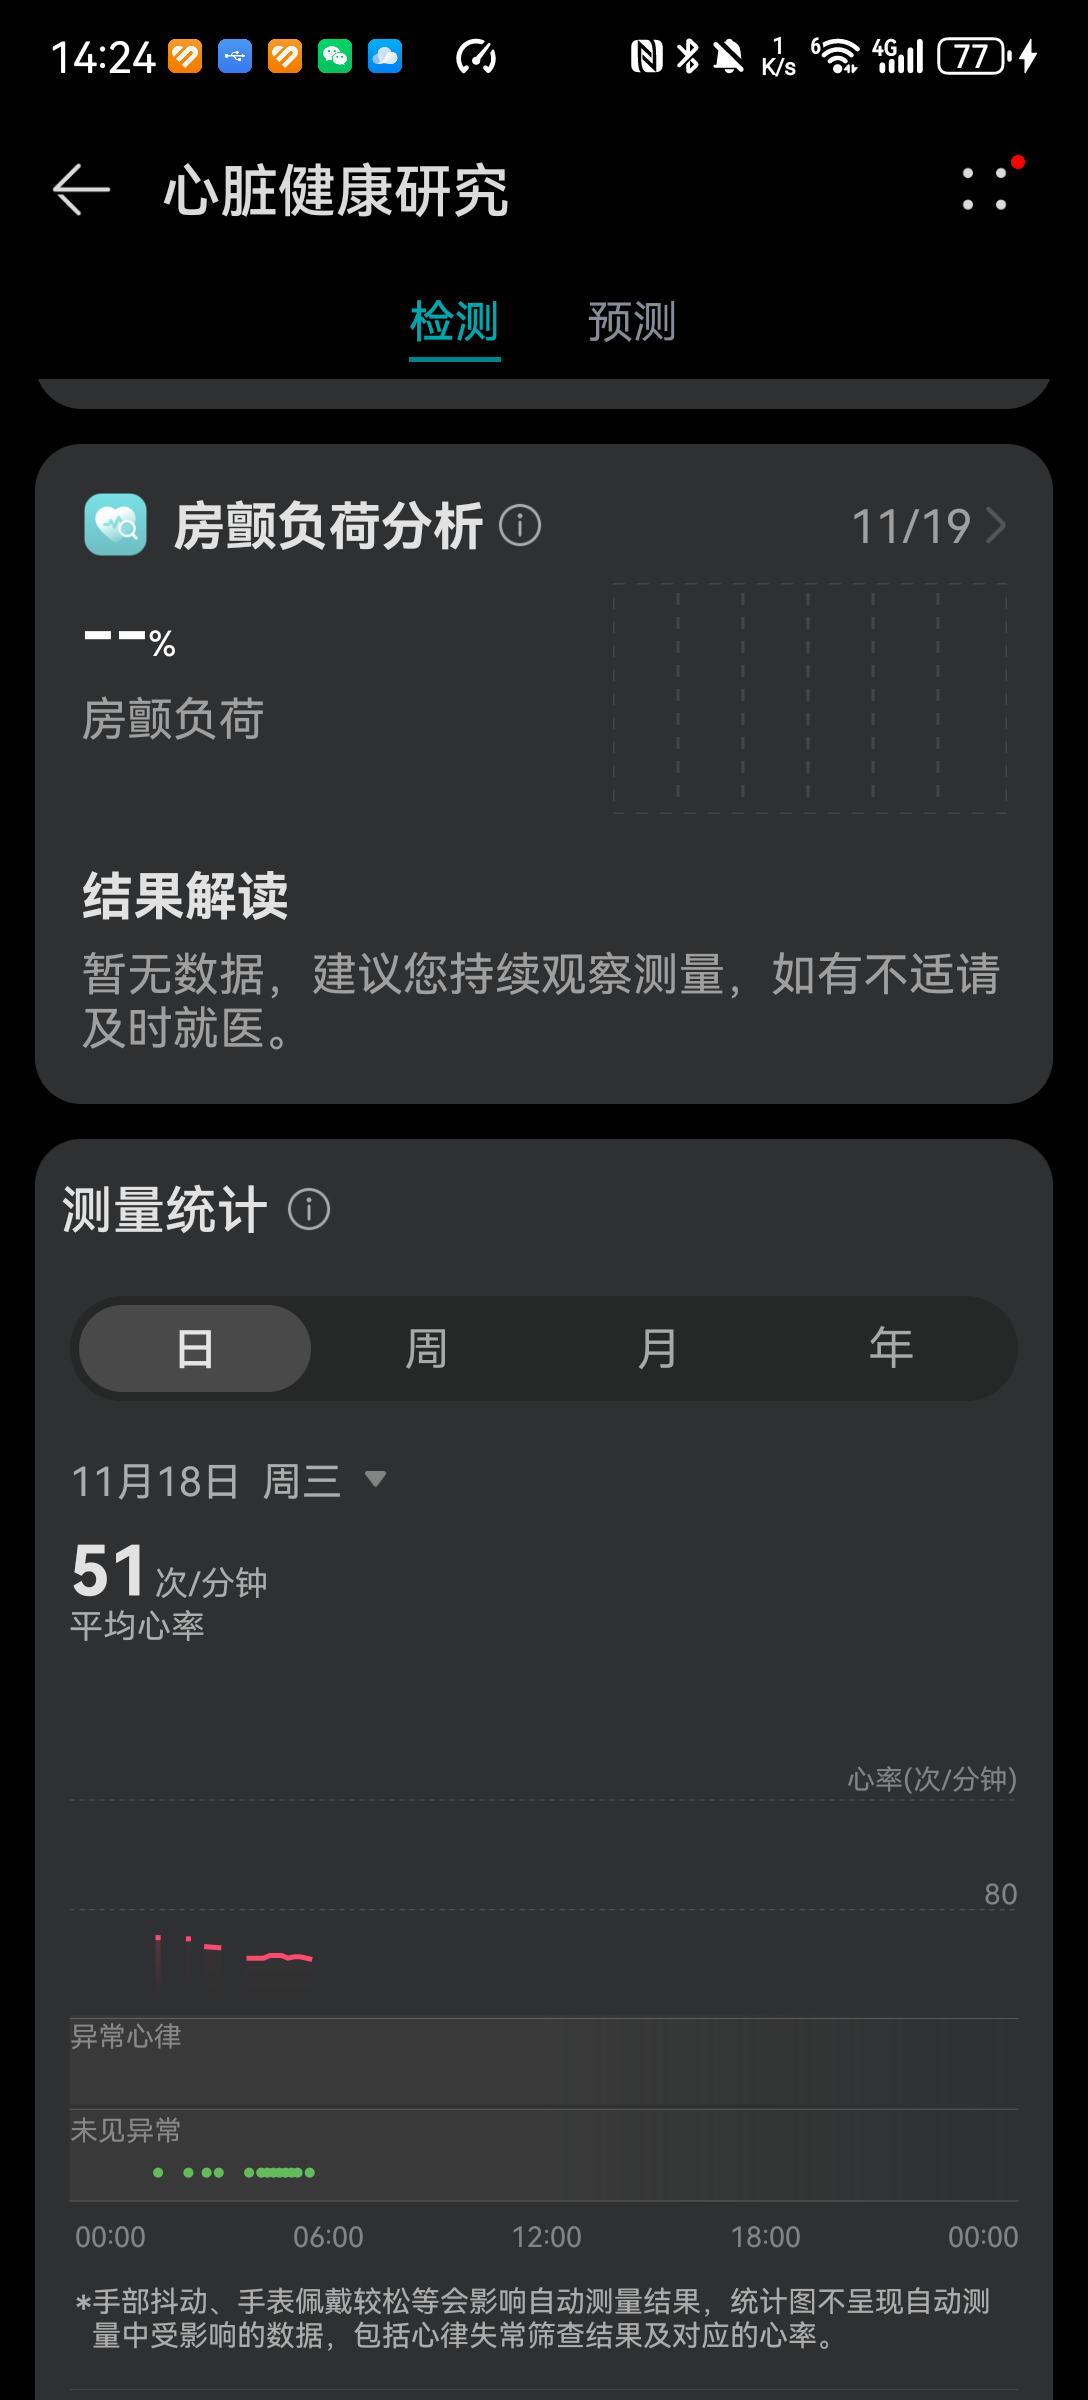 14:24
1 K/s
6
4G
77
心脏健康研究
检测 预测
房颤负荷分析 11/19
--%
房颤负荷
结果解读
暂无数据，建议您持续观察测量，如有不适请
及时就医。
测量统计
日 周 月 年
11月18日 周三
51次/分钟
平均心率
心率(次/分钟)
80
异常心律
未见异常
00:00 06:00 12:00 18:00 00:00
*手部抖动、手表佩戴较松等会影响自动测量结果，统计图不呈现自动测
量中受影响的数据，包括心律失常筛查结果及对应的心率。